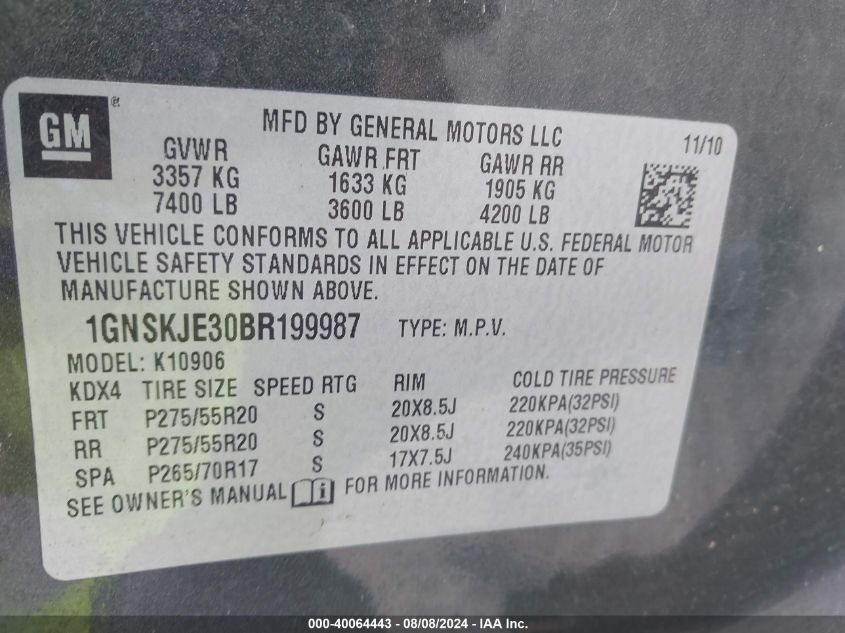 GM
MFD BY GENERAL MOTORS LLC
11/10
GVWR GAWR FRT GAWR RR
3357 KG 1633 KG 1905 KG
7400 LB 3600 LB 4200 LB
THIS VEHICLE CONFORMS TO ALL APPLICABLE U.S. FEDERAL MOTOR
VEHICLE SAFETY STANDARDS IN EFFECT ON THE DATE OF
MANUFACTURE SHOWN ABOVE.
1GNSKJE30BR199987 TYPE: M.P.V.
MODEL: K10906
KDX4 TIRE SIZE SPEED RTG RIM COLD TIRE PRESSURE
FRT P275/55R20 S 20X8.5J 220KPA(32PSI)
RR P275/55R20 S 20X8.5J 220KPA(32PSI)
SPA P265/70R17 S 17X7.5J 240KPA(35PSI)
SEE OWNER'S MANUAL FOR MORE INFORMATION.
000-40064443 - 08/08/2024 - IAA Inc.